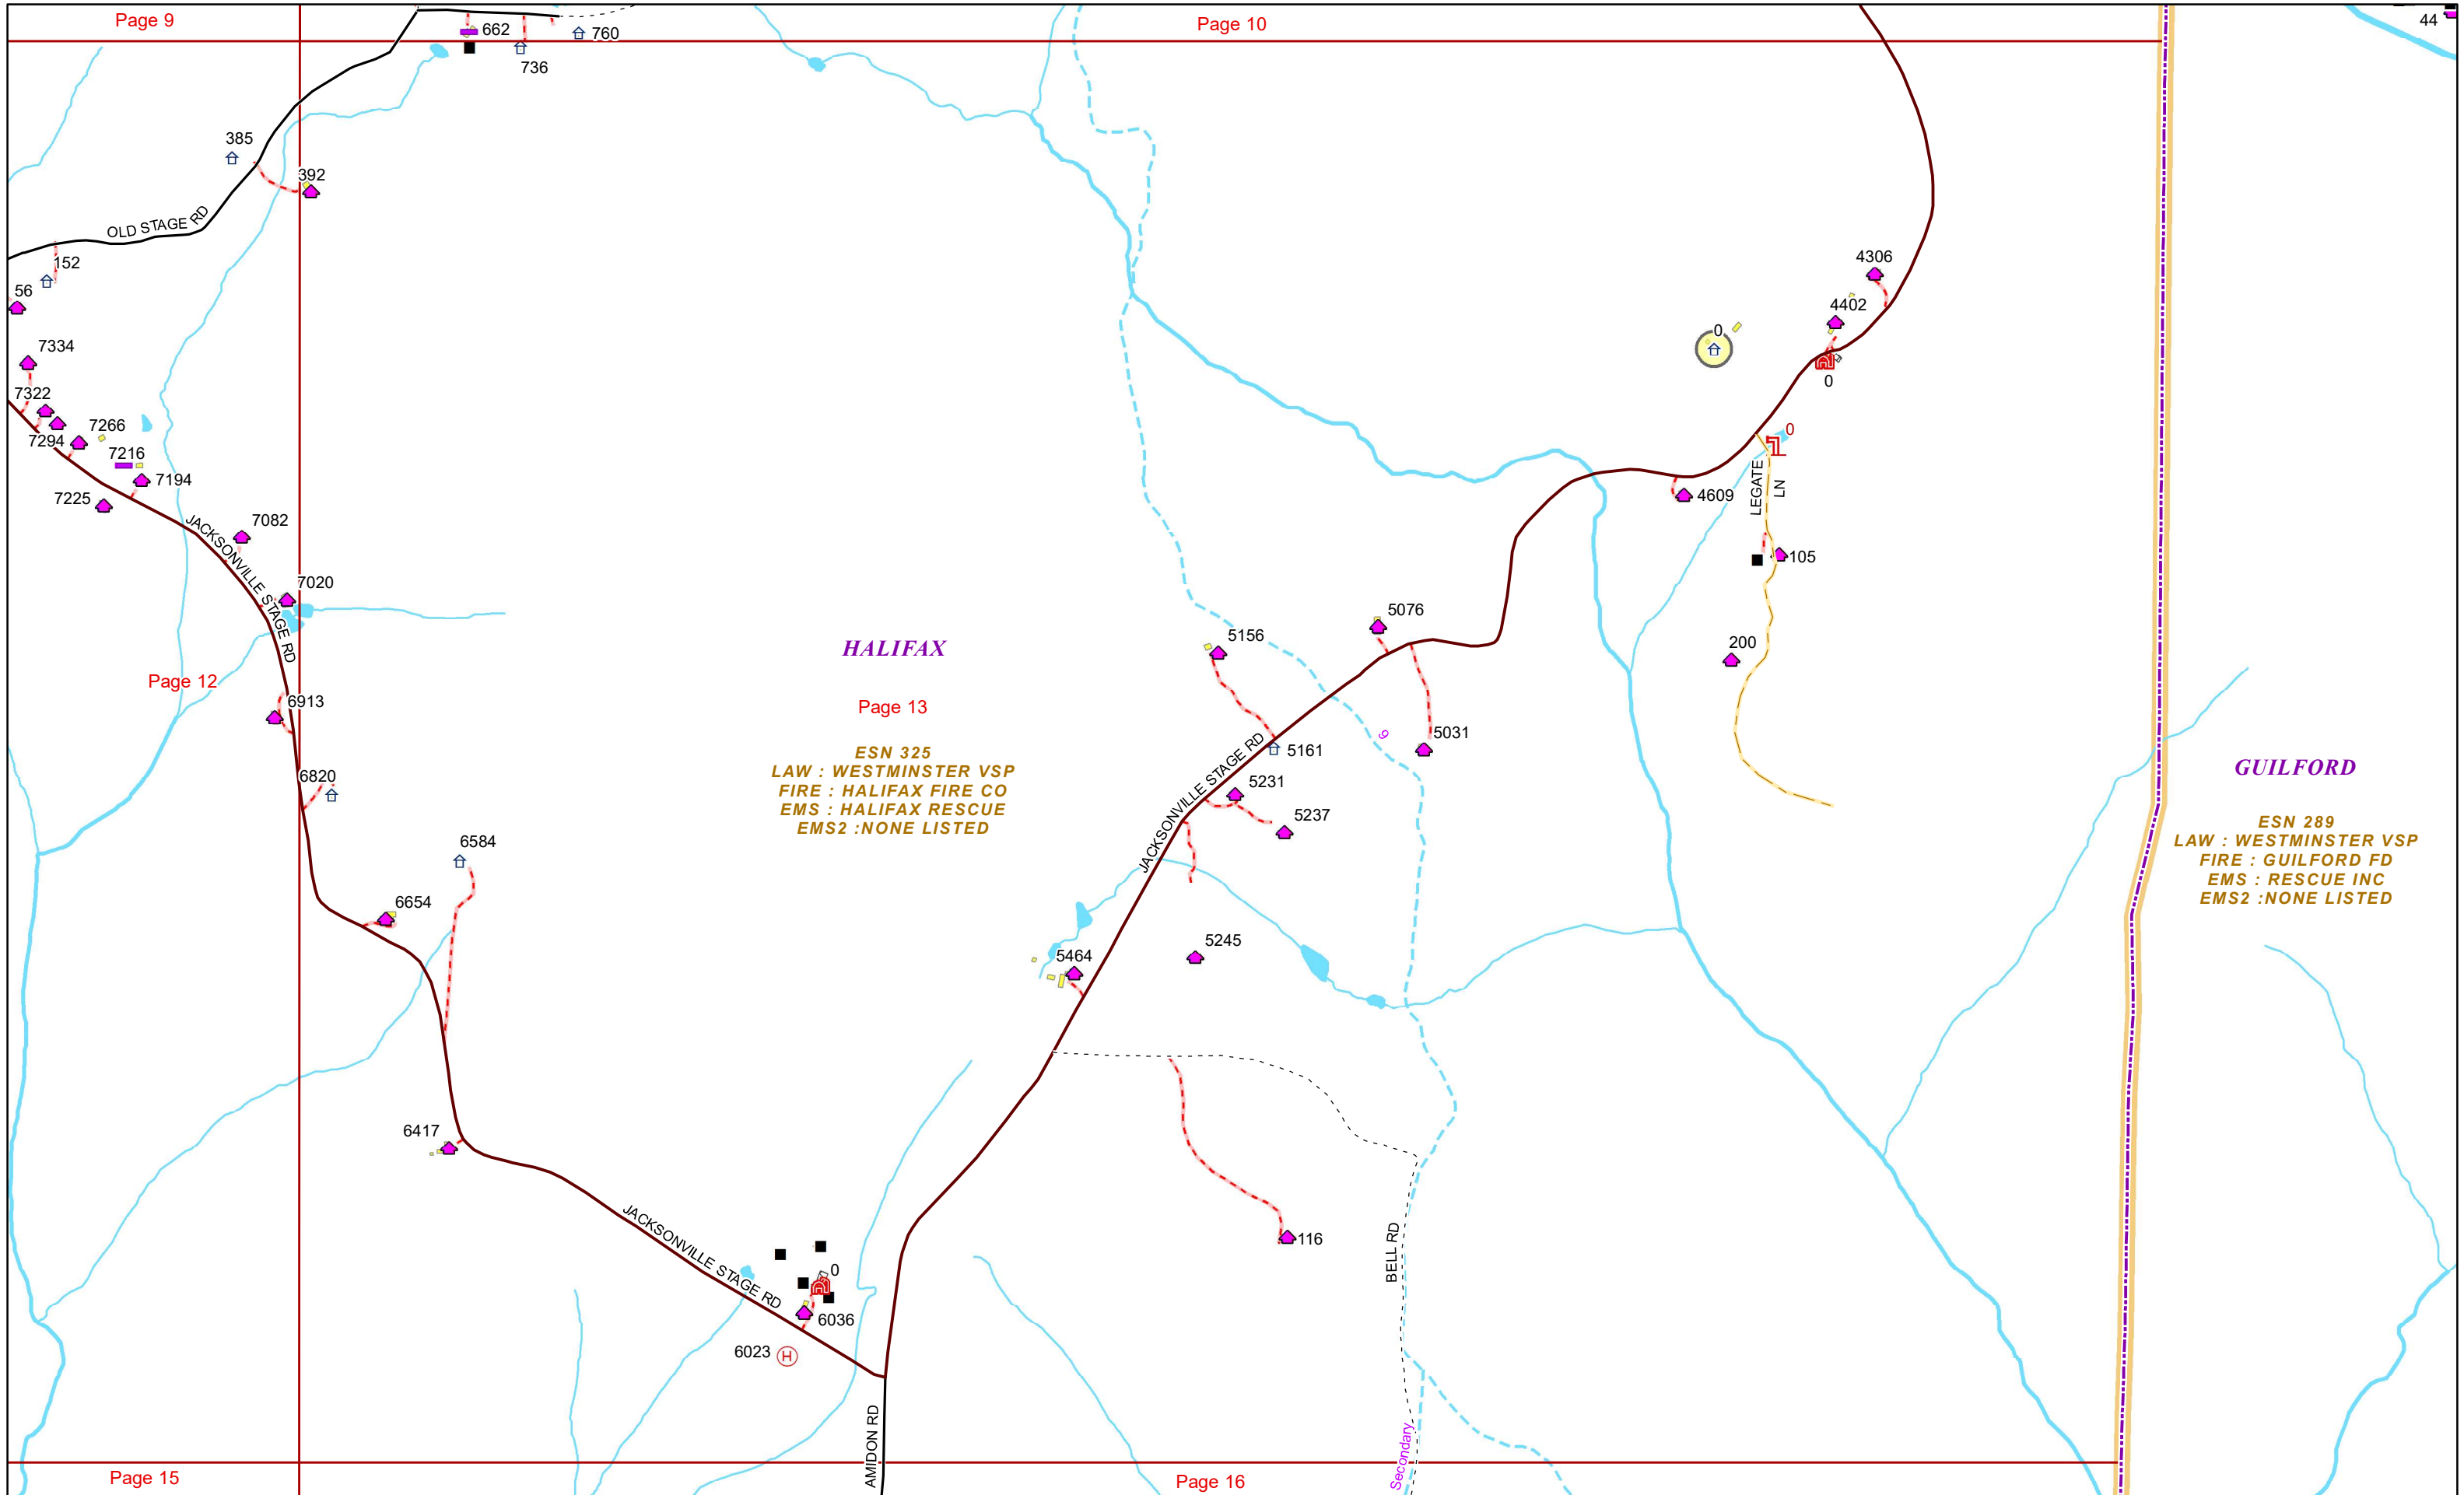 Page 9
662
760
Page 10
44
736
385
392
OLD STAGE RD
152
56
4306
4402
0
0
7334
7322
7266
7294
7216
7194
7225
0
LEGATE LN
4609
JACKSONVILLE STAGE RD
7082
105
7020
5076
5156
HALIFAX
200
Page 12
6913
Page 13
9
5031
JACKSONVILLE STAGE RD
5161
ESN 325
LAW : WESTMINSTER VSP
FIRE : HALIFAX FIRE CO
EMS : HALIFAX RESCUE
EMS2 :NONE LISTED
GUILFORD
6820
5231
5237
ESN 289
LAW : WESTMINSTER VSP
FIRE : GUILFORD FD
EMS : RESCUE INC
EMS2 :NONE LISTED
6584
6654
5245
5464
6417
JACKSONVILLE STAGE RD
116
BELL RD
0
6036
6023
H
AMIDON RD
Secondary
Page 15
Page 16